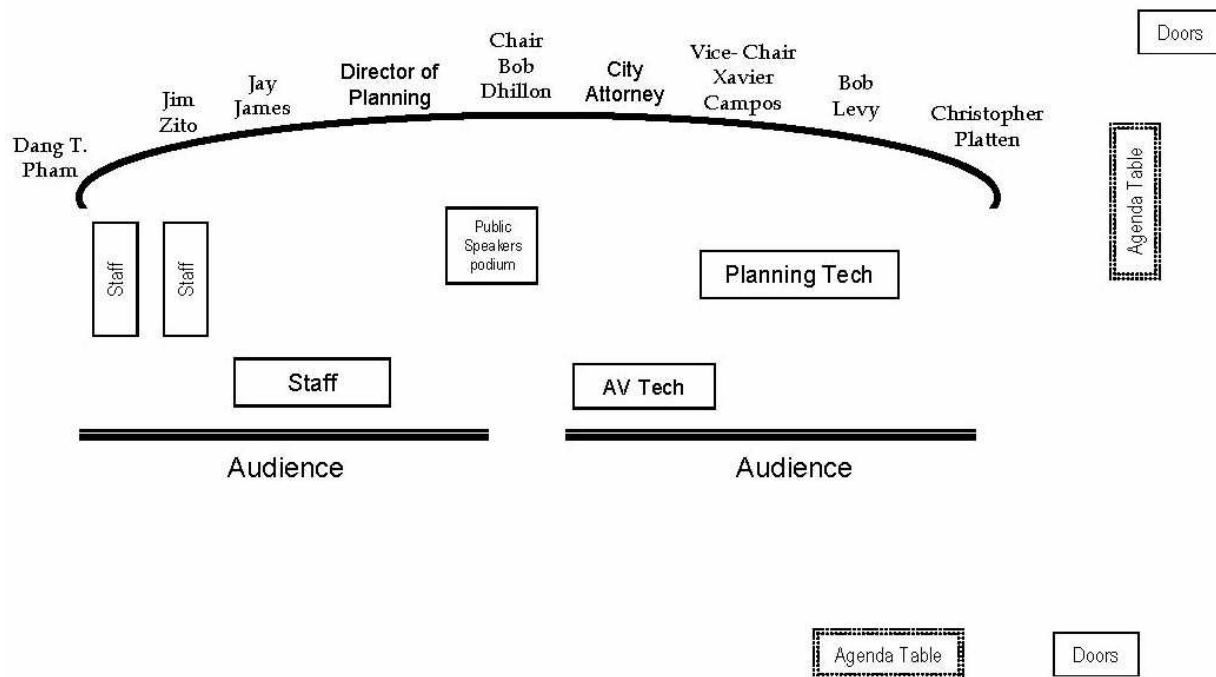 Doors
Chair
Bob
Dhillon
Vice- Chair
Xavier
Campos
Director of
Planning
City
Attorney
Jay
James
Bob
Levy
Jim
Zito
Christopher
Platten
Dang T.
Pham
Agenda Table
Staff
Staff
Public
Speakers
podium
Planning Tech
Staff
AV Tech
Audience
Audience
Agenda Table
Doors